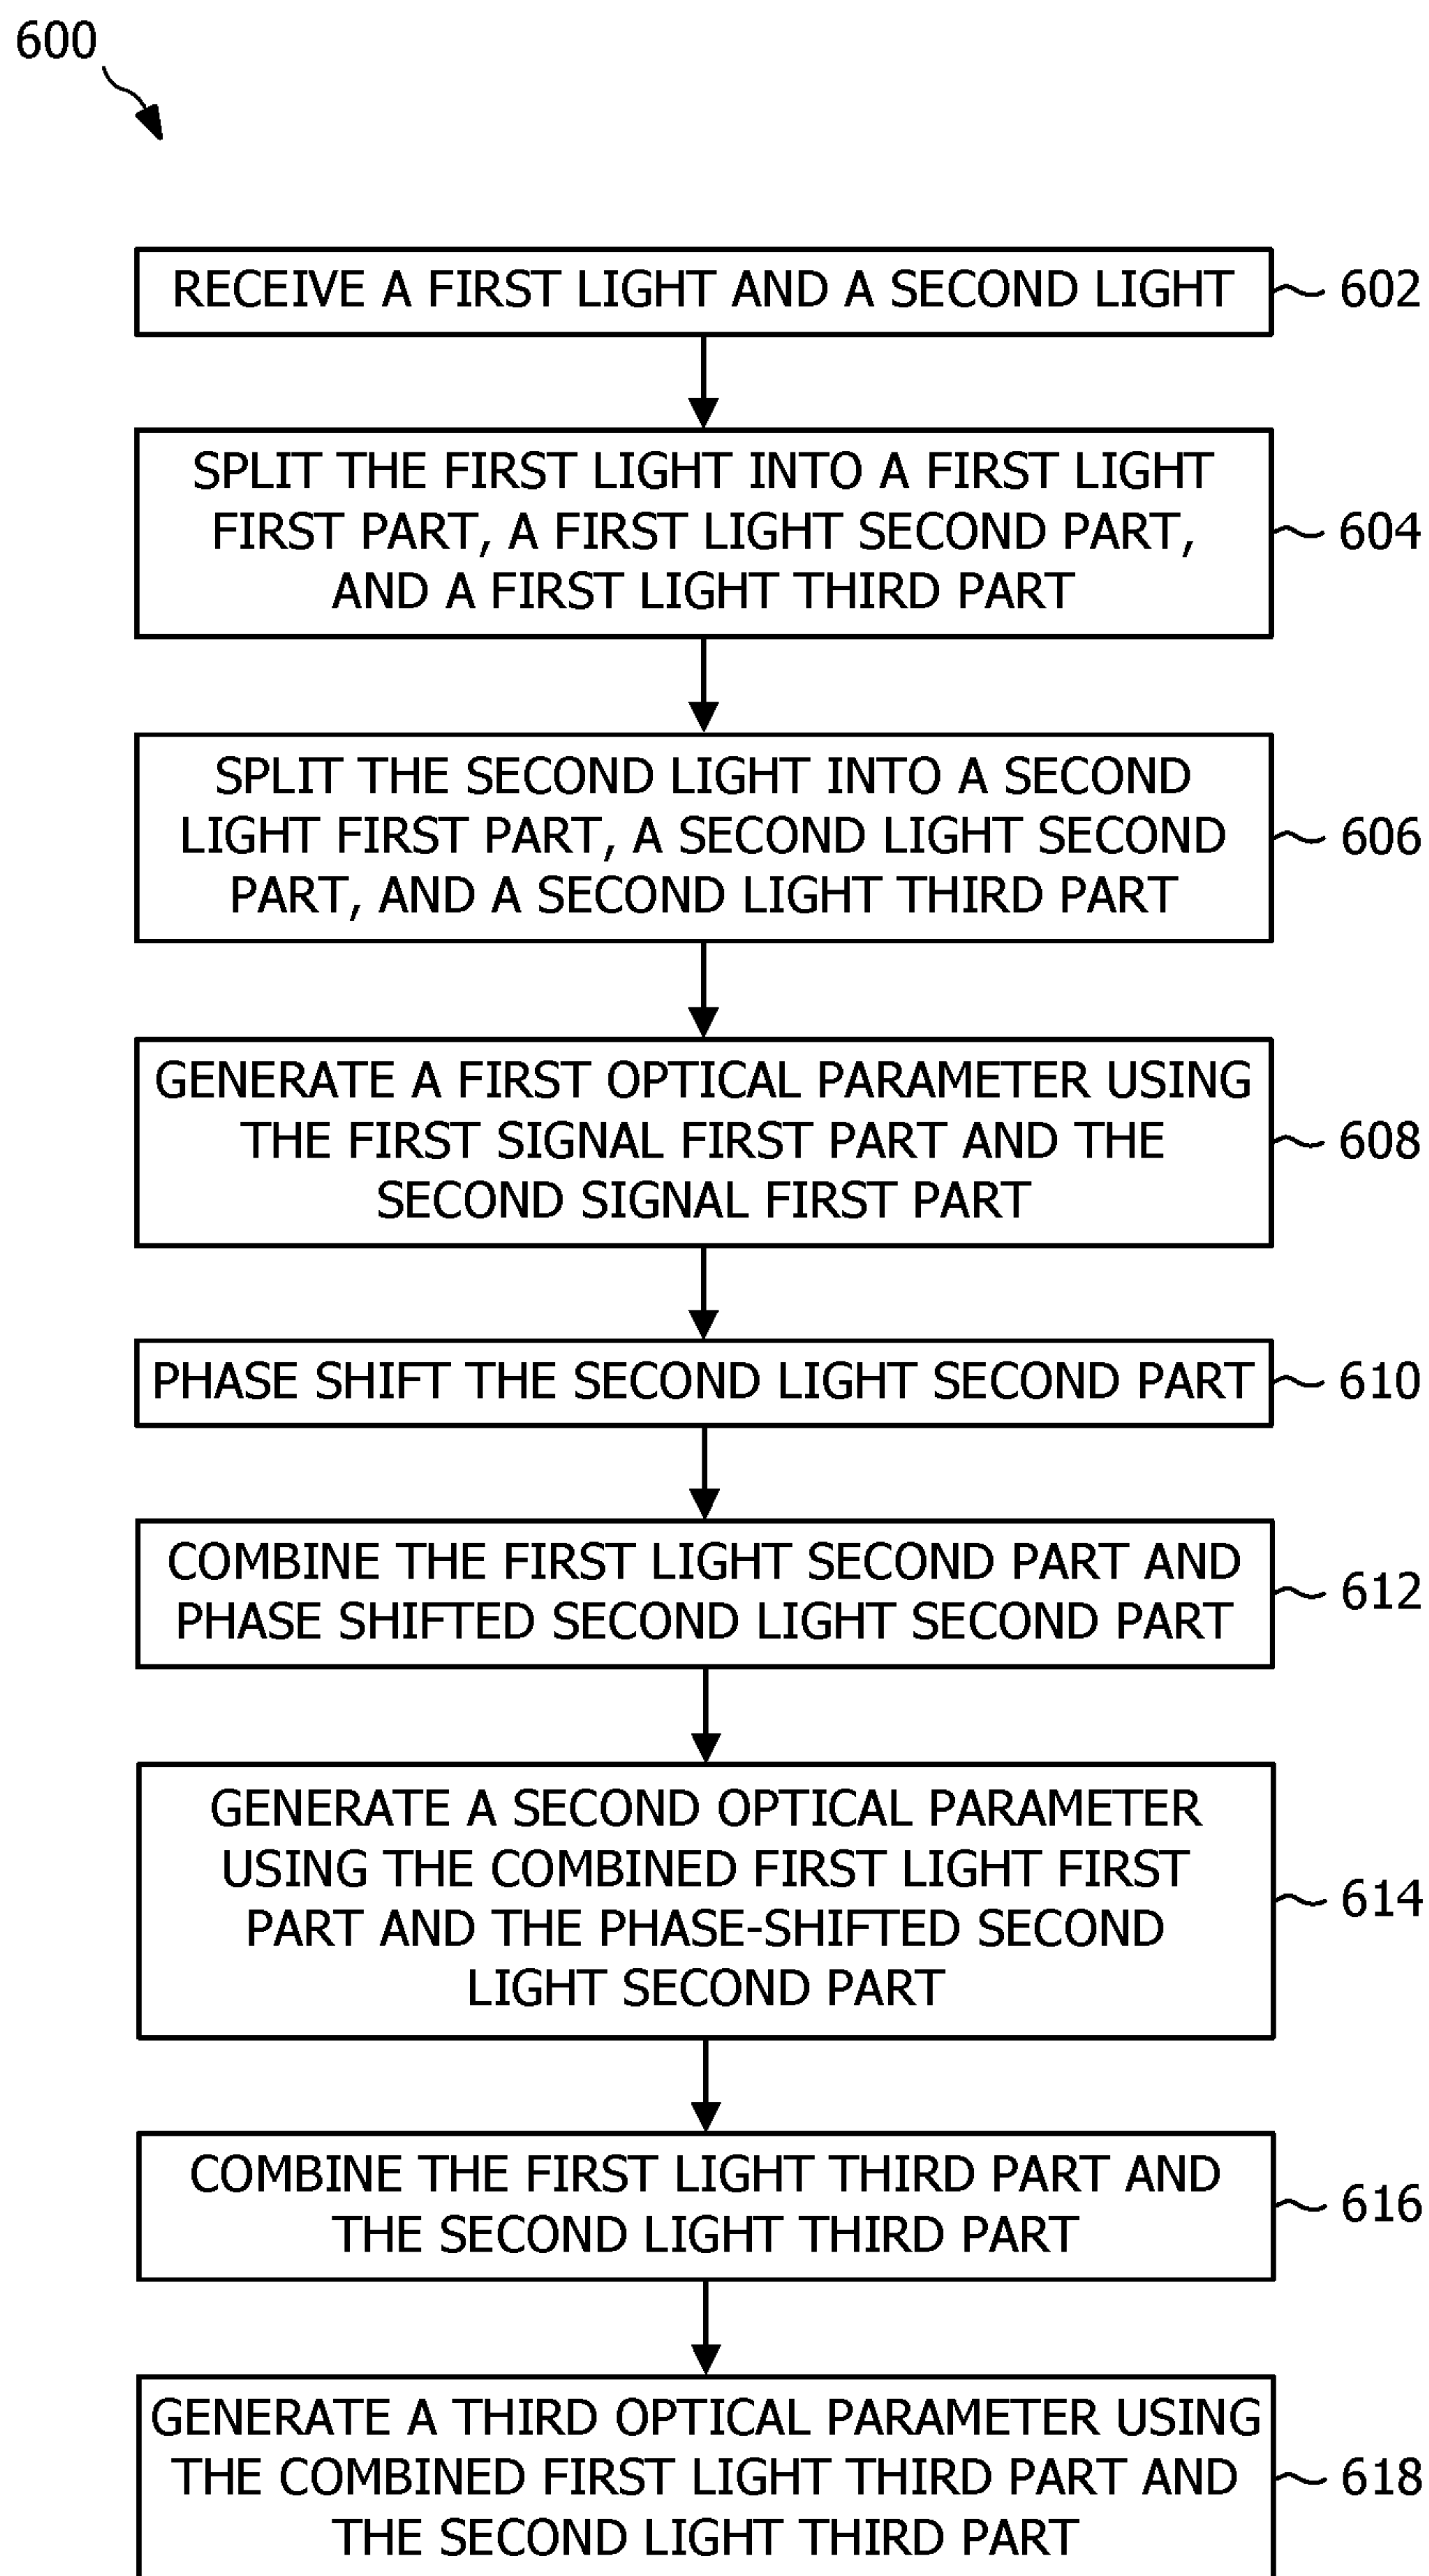 600
RECEIVE A FIRST LIGHT AND A SECOND LIGHT
602
SPLIT THE FIRST LIGHT INTO A FIRST LIGHT
FIRST PART, A FIRST LIGHT SECOND PART,
AND A FIRST LIGHT THIRD PART
604
SPLIT THE SECOND LIGHT INTO A SECOND
LIGHT FIRST PART, A SECOND LIGHT SECOND
PART, AND A SECOND LIGHT THIRD PART
606
GENERATE A FIRST OPTICAL PARAMETER USING
THE FIRST SIGNAL FIRST PART AND THE
SECOND SIGNAL FIRST PART
608
PHASE SHIFT THE SECOND LIGHT SECOND PART
610
COMBINE THE FIRST LIGHT SECOND PART AND
PHASE SHIFTED SECOND LIGHT SECOND PART
612
GENERATE A SECOND OPTICAL PARAMETER
USING THE COMBINED FIRST LIGHT FIRST
PART AND THE PHASE-SHIFTED SECOND
LIGHT SECOND PART
614
COMBINE THE FIRST LIGHT THIRD PART AND
THE SECOND LIGHT THIRD PART
616
GENERATE A THIRD OPTICAL PARAMETER USING
THE COMBINED FIRST LIGHT THIRD PART AND
THE SECOND LIGHT THIRD PART
618